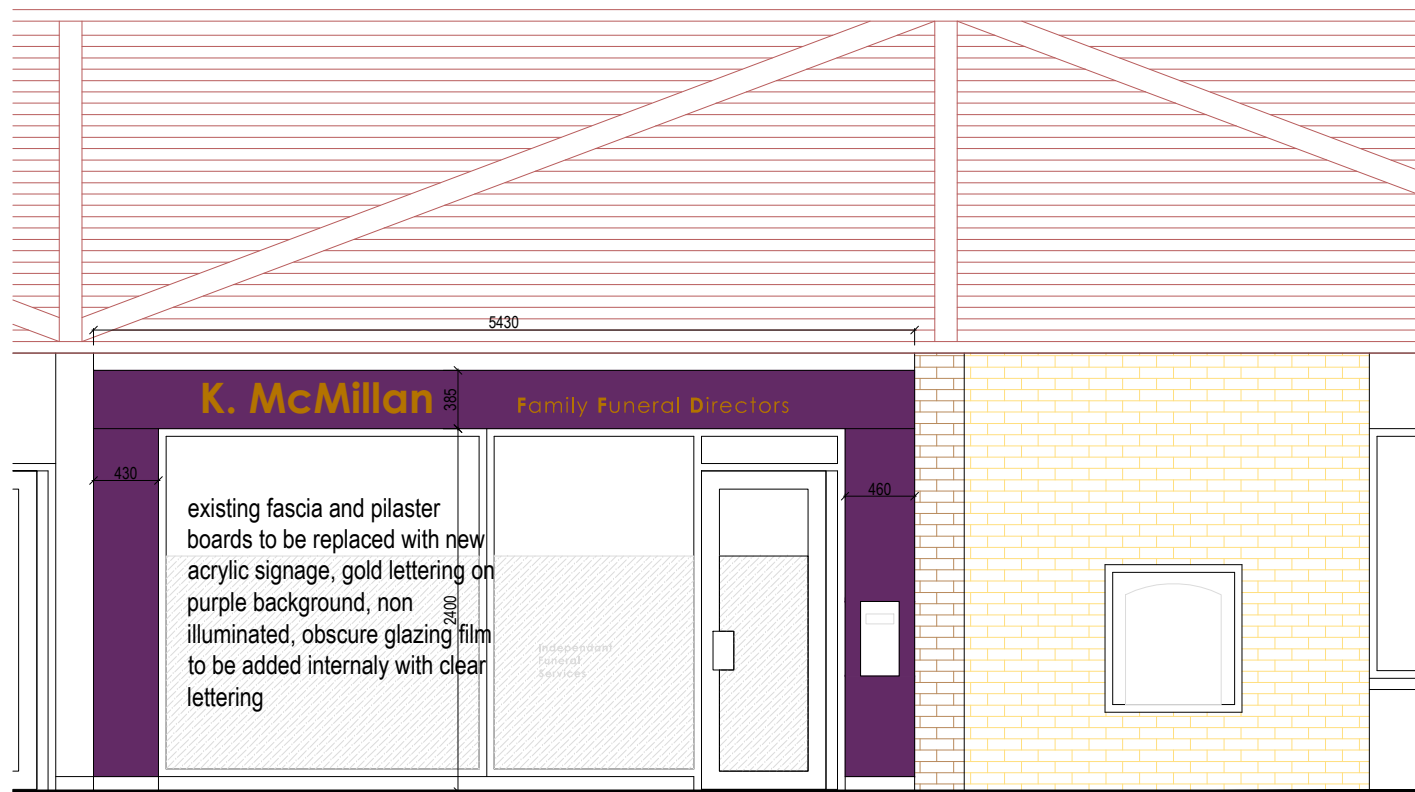 5430
K. McMillan
385
Family Funeral Directors
430
460
existing fascia and pilaster
boards to be replaced with new
acrylic signage, gold lettering on
purple background, non
illuminated, obscure glazing film
to be added internaly with clear
lettering
2400
Independant
Funeral
Services